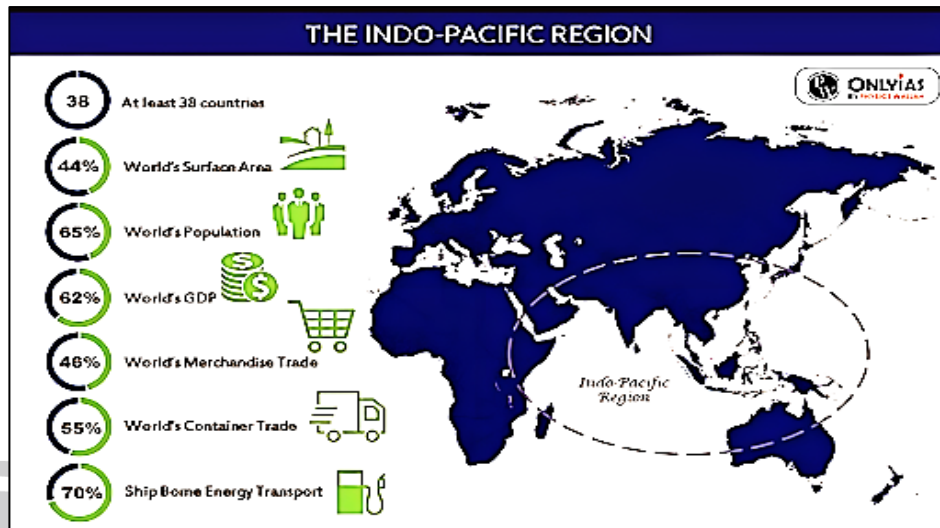 THE INDO-PACIFIC REGION
ONLYIAS
38 At least 38 countries
44% World's Surface Area
65% World's Population
62% World's GDP
46% World's Merchandise Trade
55% World's Container Trade
70% Ship Borne Energy Transport
Indo-Pacific
Region